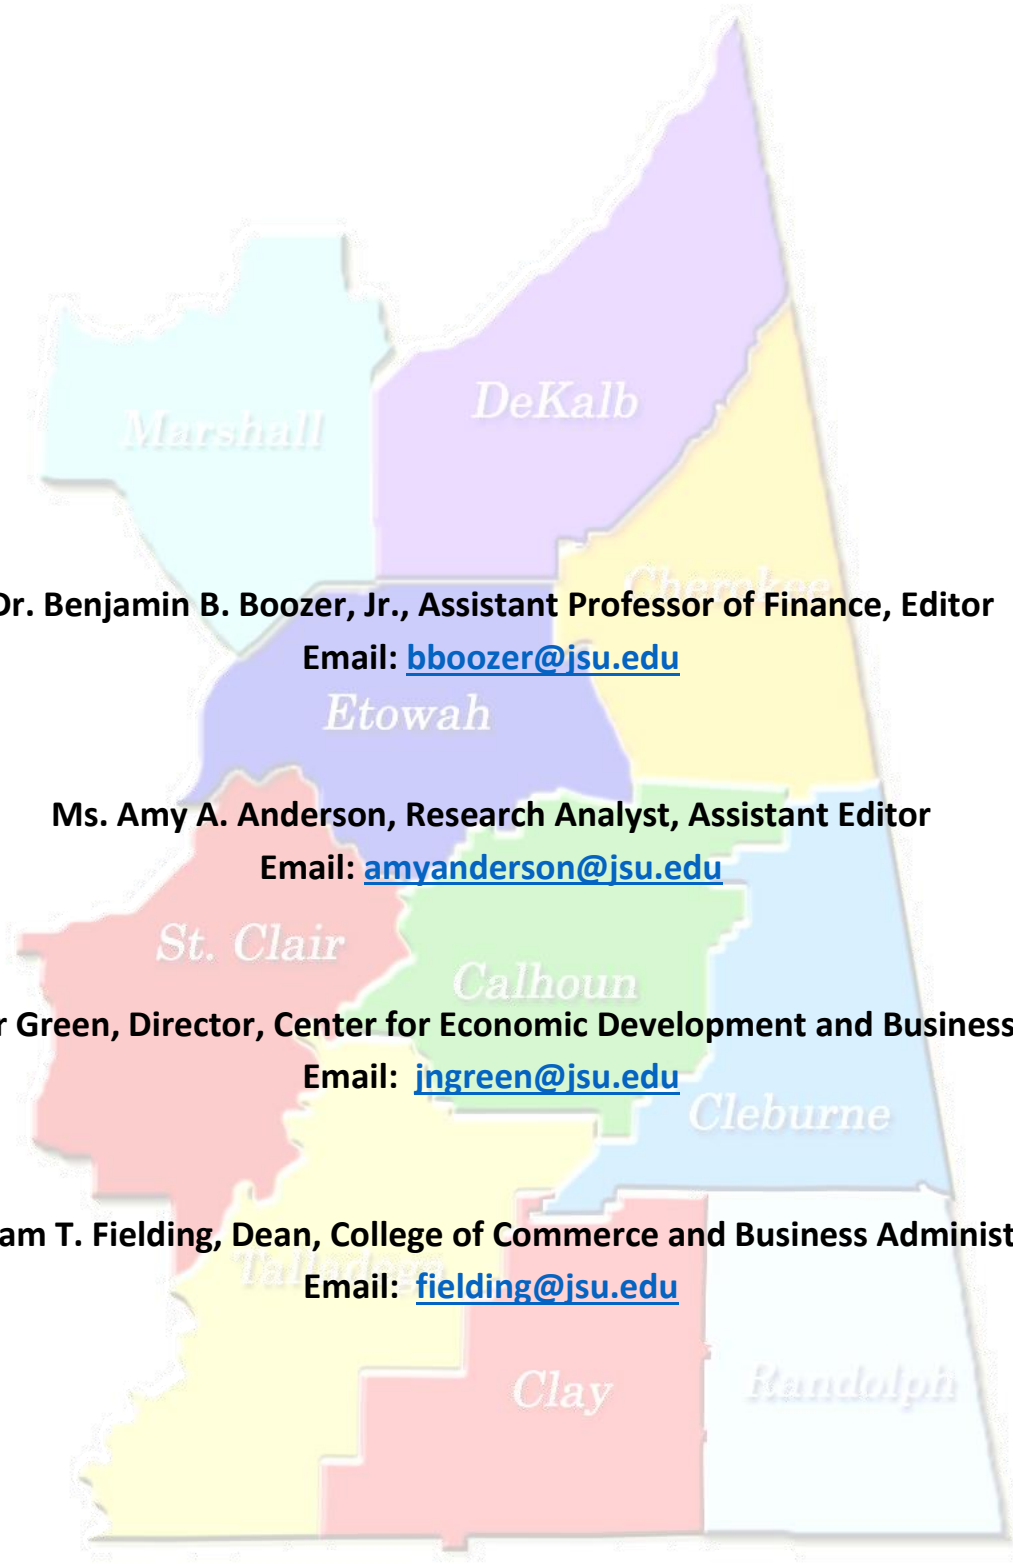 Marshall
DeKalb
Cherokee
Dr. Benjamin B. Boozer, Jr., Assistant Professor of Finance, Editor
Email: bboozer@jsu.edu
Etowah
Ms. Amy A. Anderson, Research Analyst, Assistant Editor
Email: amyanderson@jsu.edu
St. Clair
Calhoun
r Green, Director, Center for Economic Development and Business
Email: jngreen@jsu.edu
Cleburne
am T. Fielding, Dean, College of Commerce and Business Administ
Talladega
Email: fielding@jsu.edu
Clay
Randolph